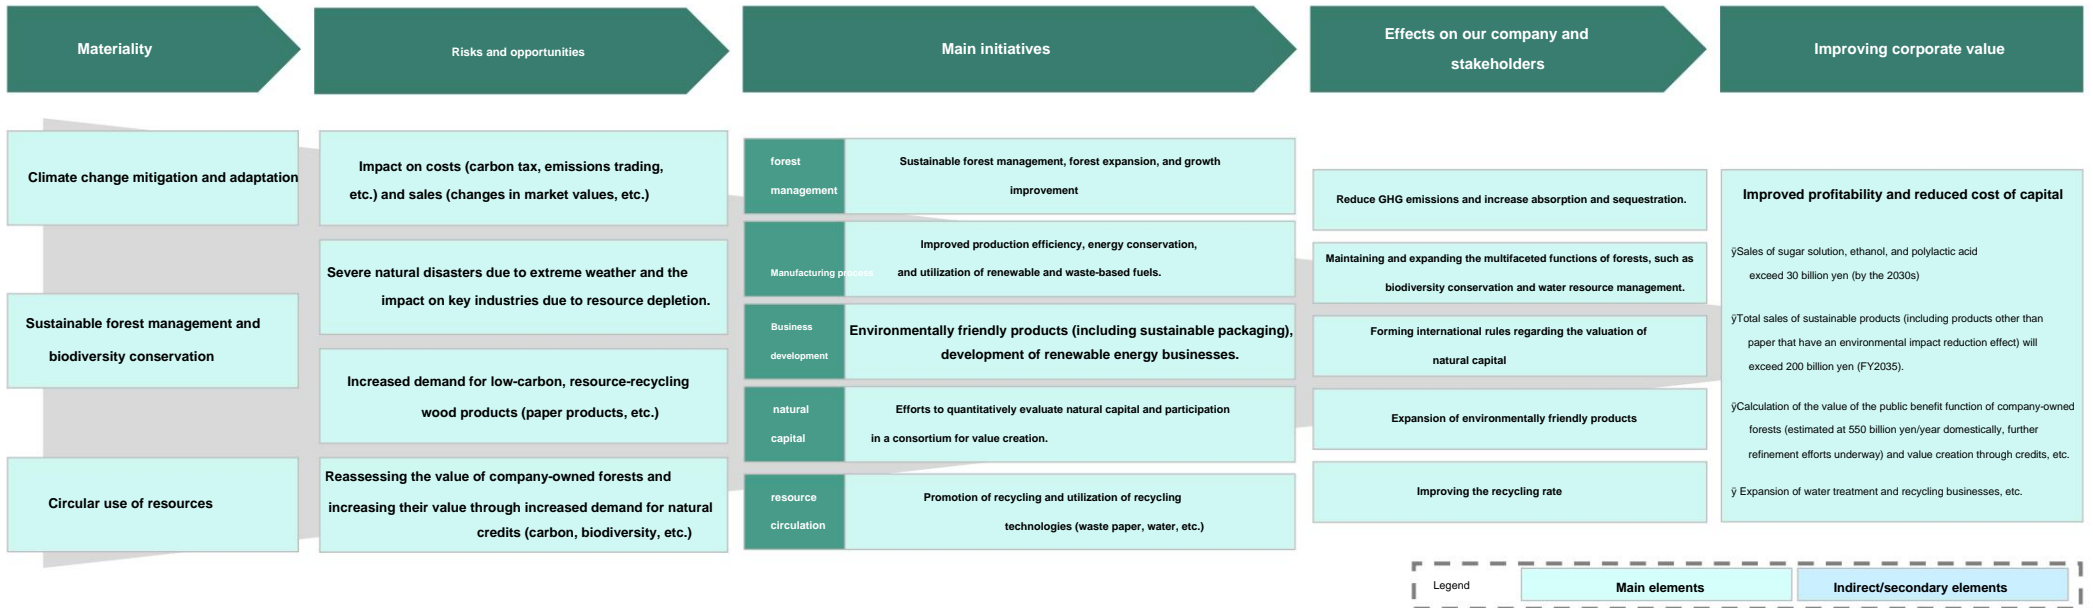 Materiality
Risks and opportunities
Main initiatives
Effects on our company and
stakeholders
Improving corporate value
Climate change mitigation and adaptation
Sustainable forest management and
biodiversity conservation
Circular use of resources
Impact on costs (carbon tax, emissions trading,
etc.) and sales (changes in market values, etc.)
Severe natural disasters due to extreme weather and the
impact on key industries due to resource depletion.
Increased demand for low-carbon, resource-recycling
wood products (paper products, etc.)
Reassessing the value of company-owned forests and
increasing their value through increased demand for natural
credits (carbon, biodiversity, etc.)
forest
management
Sustainable forest management, forest expansion, and growth
improvement
Manufacturing process
Improved production efficiency, energy conservation,
and utilization of renewable and waste-based fuels.
Business
development
Environmentally friendly products (including sustainable packaging),
development of renewable energy businesses.
natural
capital
Efforts to quantitatively evaluate natural capital and participation
in a consortium for value creation.
resource
circulation
Promotion of recycling and utilization of recycling
technologies (waste paper, water, etc.)
Reduce GHG emissions and increase absorption and sequestration.
Maintaining and expanding the multifaceted functions of forests, such as
biodiversity conservation and water resource management.
Forming international rules regarding the valuation of
natural capital
Expansion of environmentally friendly products
Improving the recycling rate
Improved profitability and reduced cost of capital
ÿSales of sugar solution, ethanol, and polylactic acid
exceed 30 billion yen (by the 2030s)
ÿTotal sales of sustainable products (including products other than
paper that have an environmental impact reduction effect) will
exceed 200 billion yen (FY2035).
ÿCalculation of the value of the public benefit function of company-owned
forests (estimated at 550 billion yen/year domestically, further
refinement efforts underway) and value creation through credits, etc.
ÿ Expansion of water treatment and recycling businesses, etc.
Legend
Main elements
Indirect/secondary elements